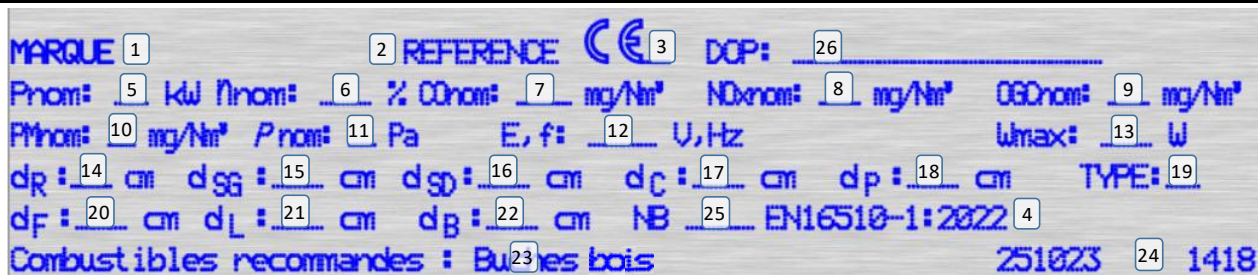 MARQUE 1 2 REFERENCE CE 3 DOP: 26
Pnom: 5 kW ηnom: 6 % COnom: 7 mg/Nm³ NOxnom: 8 mg/Nm³ OGCnom: 9 mg/Nm³
PMnom: 10 mg/Nm³ Pnom: 11 Pa E,f: 12 V,Hz Wmax: 13 W
dR: 14 cm dSG: 15 cm dSD: 16 cm dC: 17 cm dP: 18 cm TYPE: 19
dF: 20 cm dL: 21 cm dB: 22 cm NB 25 EN16510-1:2022 4
Combustibles recommandes : Bu 23 hes bois 251023 24 1418